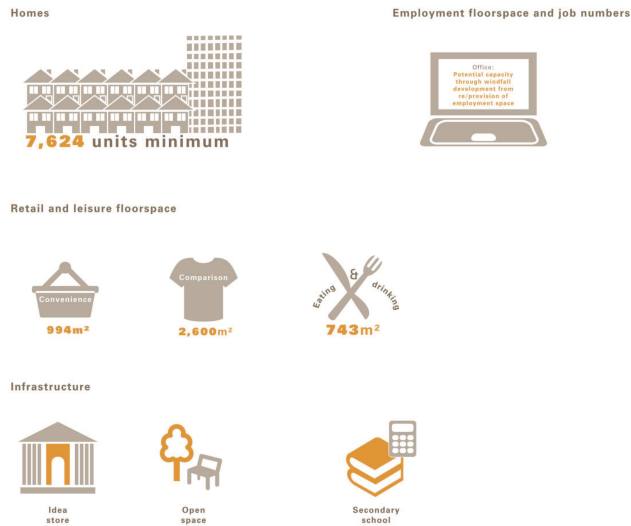 Homes
Employment floorspace and job numbers
Office:
Potential capacity
through windfall
development from
re/provision of
employment space
7,624 units minimum
Retail and leisure floorspace
Convenience
994m²
Comparison
2,600m²
Eating & drinking
743m²
Infrastructure
Idea
store
Open
space
Secondary
school